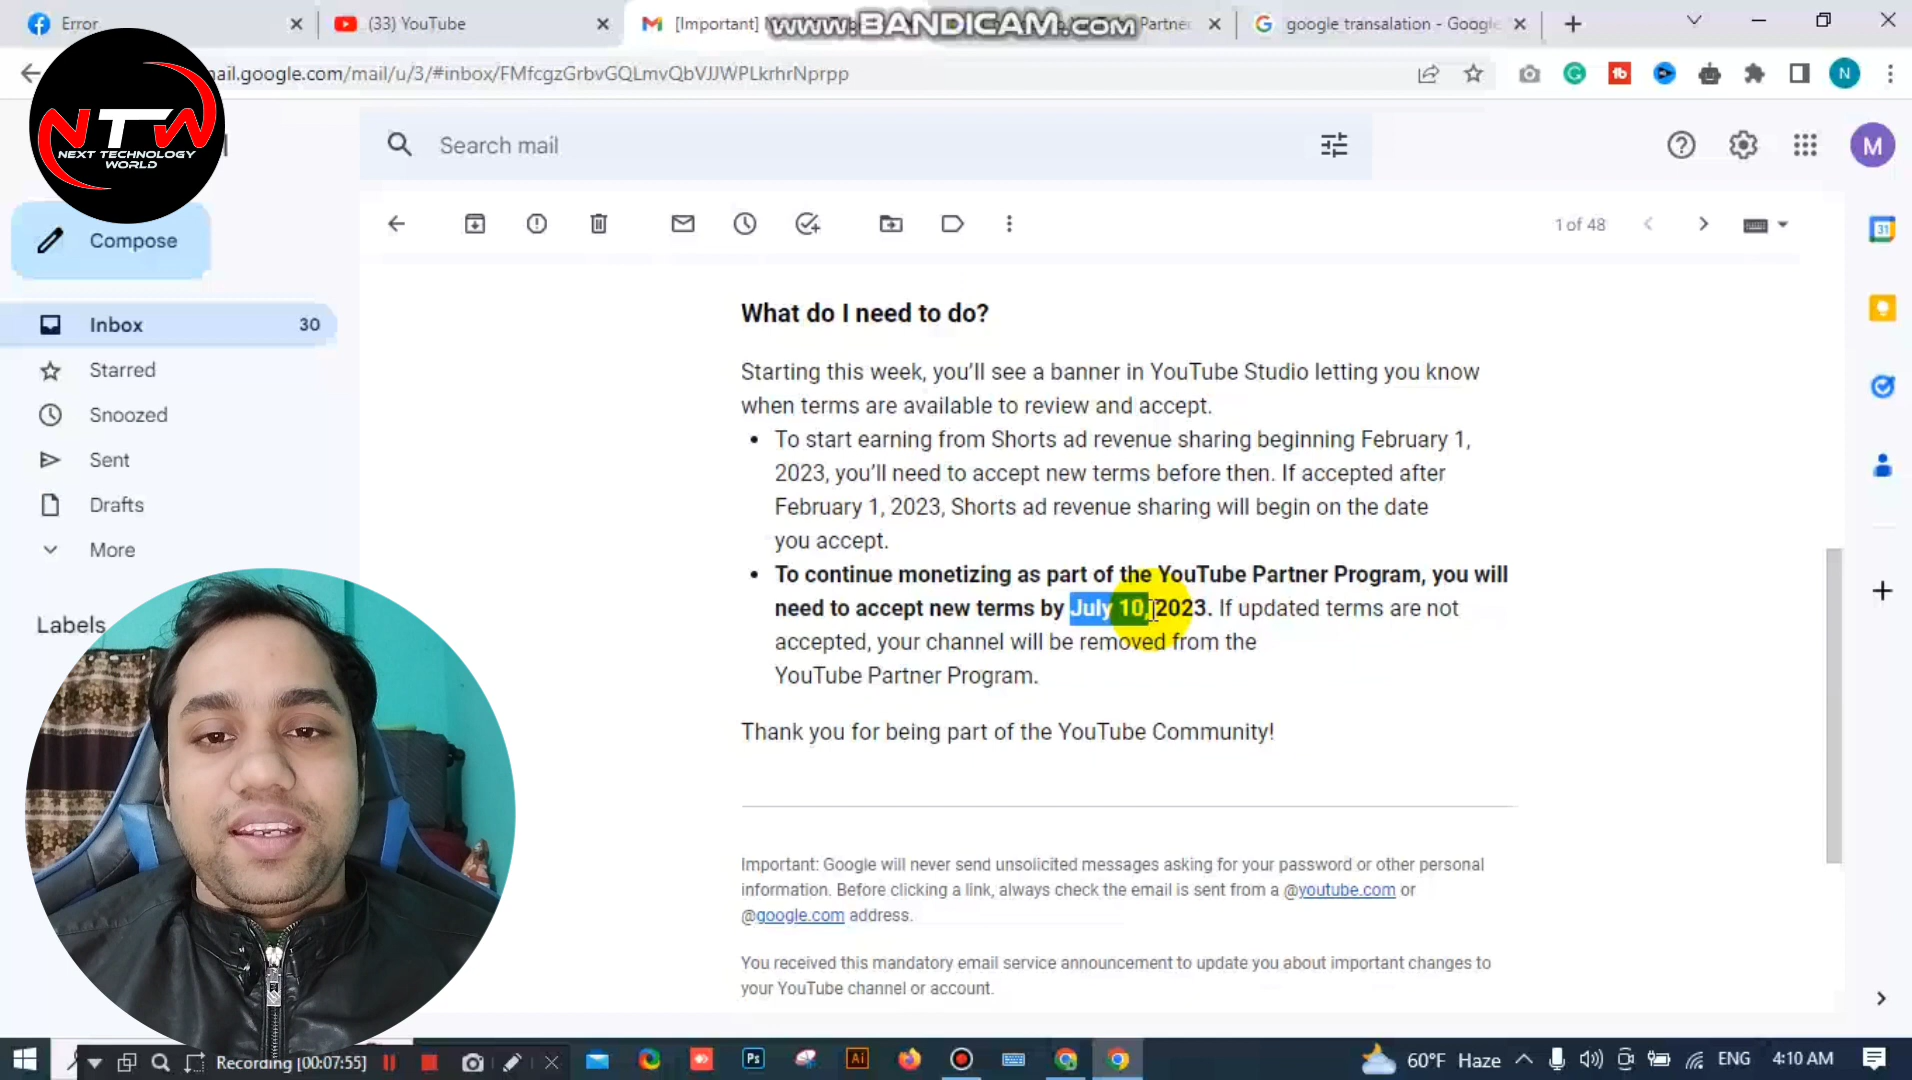 Error
(33) YouTube
[Important]
Partner
google transalation - Google
www.BANDICAM.com
ail.google.com/mail/u/3/#inbox/FMfcgzGrbvGQLmvQbVJJWPLkrhrNprpp
N
NTW
NEXT TECHNOLOGY
WORLD
Search mail
M
Compose
1 of 48
31
Inbox 30
Starred
Snoozed
Sent
Drafts
More
Labels
What do I need to do?
Starting this week, you'll see a banner in YouTube Studio letting you know
when terms are available to review and accept.
• To start earning from Shorts ad revenue sharing beginning February 1,
2023, you'll need to accept new terms before then. If accepted after
February 1, 2023, Shorts ad revenue sharing will begin on the date
you accept.
• To continue monetizing as part of the YouTube Partner Program, you will
need to accept new terms by July 10, 2023. If updated terms are not
accepted, your channel will be removed from the
YouTube Partner Program.
Thank you for being part of the YouTube Community!
Important: Google will never send unsolicited messages asking for your password or other personal
information. Before clicking a link, always check the email is sent from a @youtube.com or
@google.com address.
You received this mandatory email service announcement to update you about important changes to
your YouTube channel or account.
Recording [00:07:55]
Ps
Ai
60°F Haze
ENG
4:10 AM